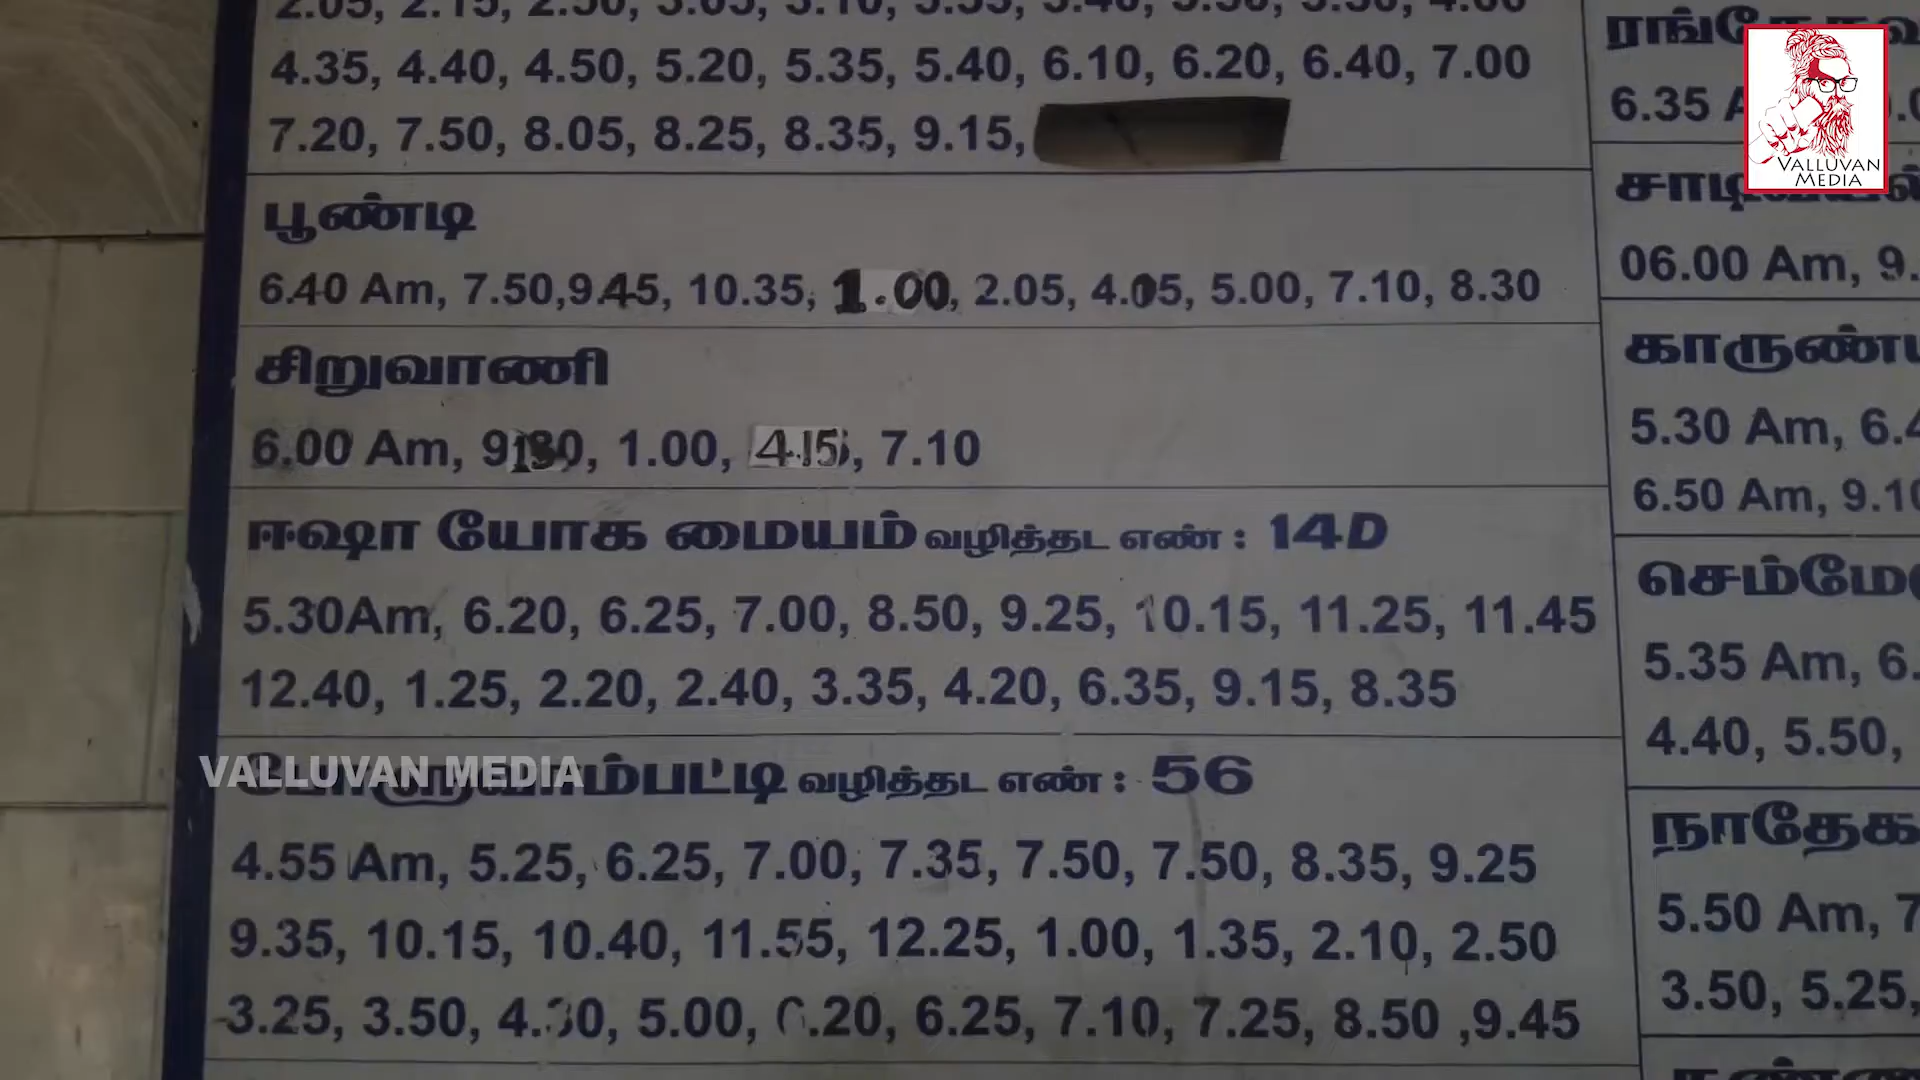 4.35, 4.40, 4.50, 5.20, 5.35, 5.40, 6.10, 6.20, 6.40, 7.00
7.20, 7.50, 8.05, 8.25, 8.35, 9.15,
பூண்டி
6.40 Am, 7.50,9.45, 10.35, 1.00, 2.05, 4.05, 5.00, 7.10, 8.30
சிறுவாணி
6.00 Am, 1.00, 4.15, 7.10
ஈஷா யோக மையம் வழித்தட எண் : 14D
5.30Am, 6.20, 6.25, 7.00, 8.50, 9.25, 10.15, 11.25, 11.45
12.40, 1.25, 2.20, 2.40, 3.35, 4.20, 6.35, 9.15, 8.35
வழித்தட எண் : 56
4.55 Am, 5.25, 6.25, 7.00, 7.35, 7.50, 7.50, 8.35, 9.25
9.35, 10.15, 10.40, 11.55, 12.25, 1.00, 1.35, 2.10, 2.50
3.25, 3.50, 4.30, 5.00, 6.20, 6.25, 7.10, 7.25, 8.50 ,9.45
6.35
06.00 Am,
5.30 Am,
6.50 Am, 9.10
5.35 Am,
4.40, 5.50,
5.50 Am,
3.50, 5.25,
VALLUVAN
MEDIA
VALLUVAN MEDIA